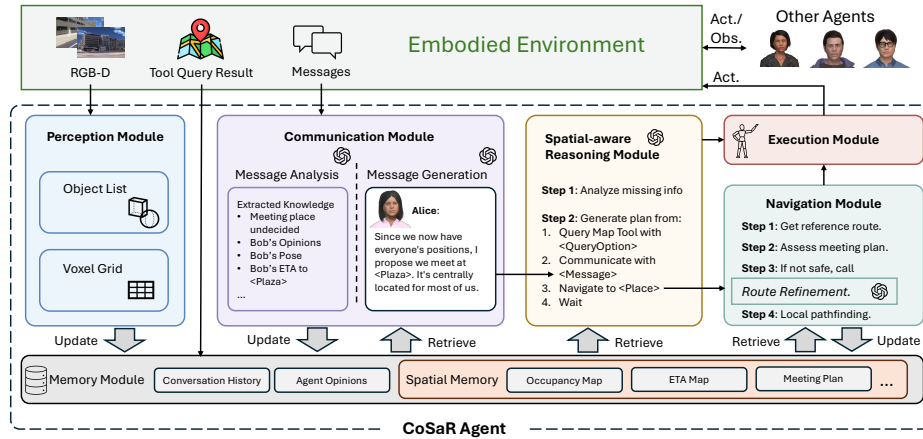 Embodied Environment
RGB-D
Tool Query Result
Messages
Act./
Obs.
Other Agents
Act.
Perception Module
Object List
Voxel Grid
Communication Module
Message Analysis
Extracted Knowledge
• Meeting place
undecided
• Bob's Opinions
• Bob's Pose
• Bob's ETA to
<Plaza>
...
Message Generation
Alice:
Since we now have
everyone's positions, I
propose we meet at
<Plaza>. It's centrally
located for most of us.
Spatial-aware
Reasoning Module
Step 1: Analyze missing info
Step 2: Generate plan from:
1. Query Map Tool with
<QueryOption>
2. Communicate with
<Message>
3. Navigate to <Place>
4. Wait
Execution Module
Navigation Module
Step 1: Get reference route.
Step 2: Assess meeting plan.
Step 3: If not safe, call
Route Refinement.
Step 4: Local pathfinding.
Update
Update
Retrieve
Retrieve
Retrieve
Update
Memory Module
Conversation History
Agent Opinions
Spatial Memory
Occupancy Map
ETA Map
Meeting Plan
...
CoSaR Agent